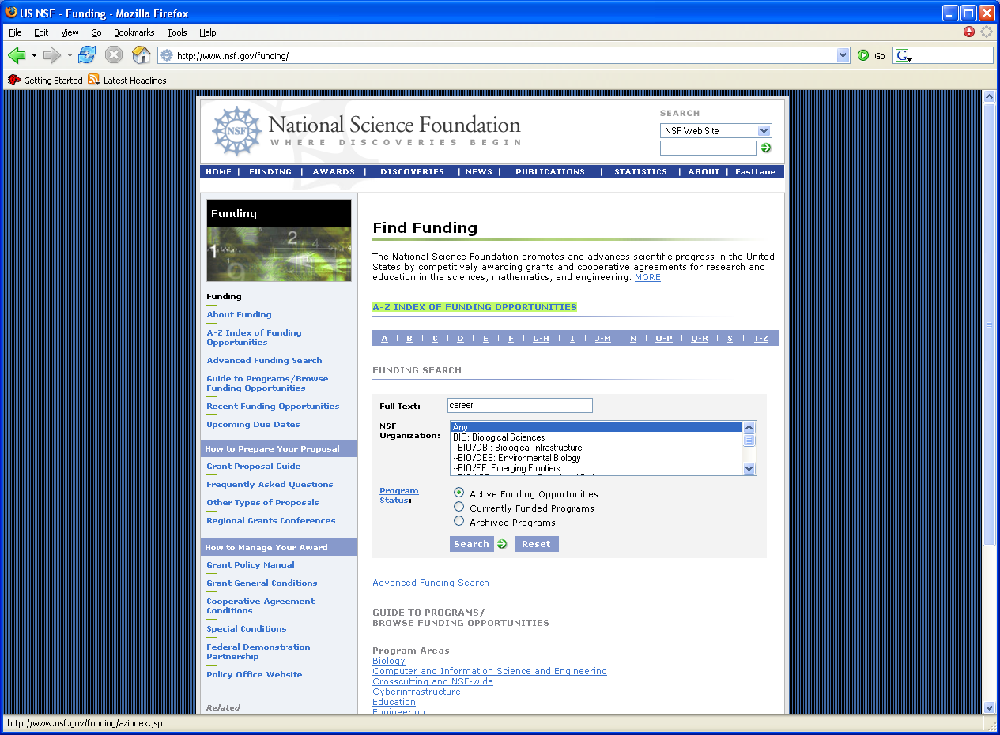 US NSF - Funding - Mozilla Firefox
File Edit View Go Bookmarks Tools Help
http://www.nsf.gov/funding/
Go
G
Getting Started
Latest Headlines
NSF
National Science Foundation
WHERE DISCOVERIES BEGIN
SEARCH
NSF Web Site
HOME | FUNDING | AWARDS | DISCOVERIES | NEWS | PUBLICATIONS | STATISTICS | ABOUT | FastLane
Funding
1 2 4
Funding
About Funding
A-Z Index of Funding
Opportunities
Advanced Funding Search
Guide to Programs/Browse
Funding Opportunities
Recent Funding Opportunities
Upcoming Due Dates
How to Prepare Your Proposal
Grant Proposal Guide
Frequently Asked Questions
Other Types of Proposals
Regional Grants Conferences
How to Manage Your Award
Grant Policy Manual
Grant General Conditions
Cooperative Agreement
Conditions
Special Conditions
Federal Demonstration
Partnership
Policy Office Website
Related
Find Funding
The National Science Foundation promotes and advances scientific progress in the United
States by competitively awarding grants and cooperative agreements for research and
education in the sciences, mathematics, and engineering. MORE
A-Z INDEX OF FUNDING OPPORTUNITIES
A | B | C | D | E | F | G-H | I | J-M | N | O-P | Q-R | S | T-Z
FUNDING SEARCH
Full Text: career
NSF
Organization:
Any
BIO: Biological Sciences
--BIO/DBI: Biological Infrastructure
--BIO/DEB: Environmental Biology
--BIO/EF: Emerging Frontiers
Program
Status:
Active Funding Opportunities
Currently Funded Programs
Archived Programs
Search
Reset
Advanced Funding Search
GUIDE TO PROGRAMS/
BROWSE FUNDING OPPORTUNITIES
Program Areas
Biology
Computer and Information Science and Engineering
Crosscutting and NSF-wide
Cyberinfrastructure
Education
Engineering
http://www.nsf.gov/funding/azindex.jsp